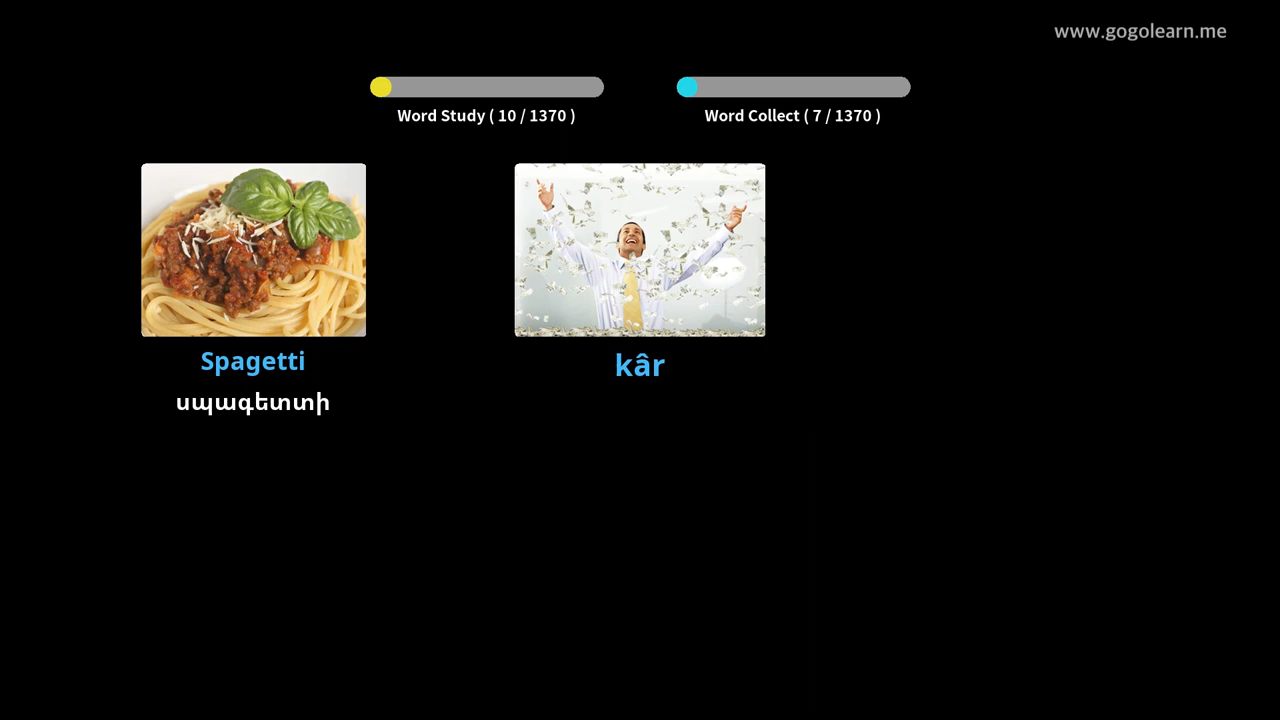 www.gogolearn.me
Word Study ( 10 / 1370 )
Word Collect ( 7 / 1370 )
Spagetti
սպագետտի
kâr